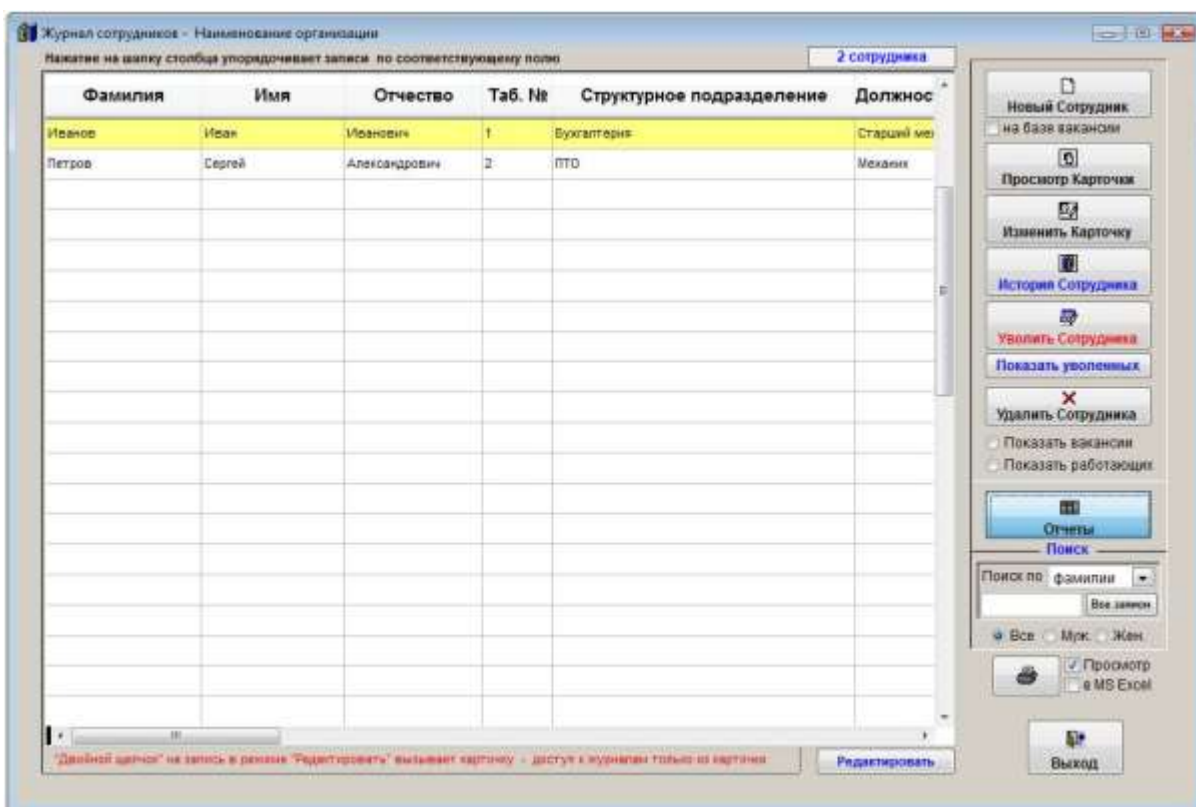 Журнал сотрудников - Наименование организации
Нажатие на шапку столбца упорядочивает записи по соответствующему полю
2 сотрудника
Фамилия Имя Отчество Таб. № Структурное подразделение Должнос
Иванов Иван Иванович 1 Бухгалтерия Старший мех
Петров Сергей Александрович 2 ПТО Механик
Новый Сотрудник
на базе вакансии
Просмотр Карточки
Изменить Карточку
История Сотрудника
Уволить Сотрудника
Показать уволенных
Удалить Сотрудника
Показать вакансии
Показать работающих
Отчеты
Поиск
Поиск по фамилии
Все записи
Все Муж. Жен.
Просмотр
в MS Excel
"Двойной щелчок" на запись в режиме "Редактировать" вызывает карточку - доступ к журналам только из карточки
Редактировать
Выход